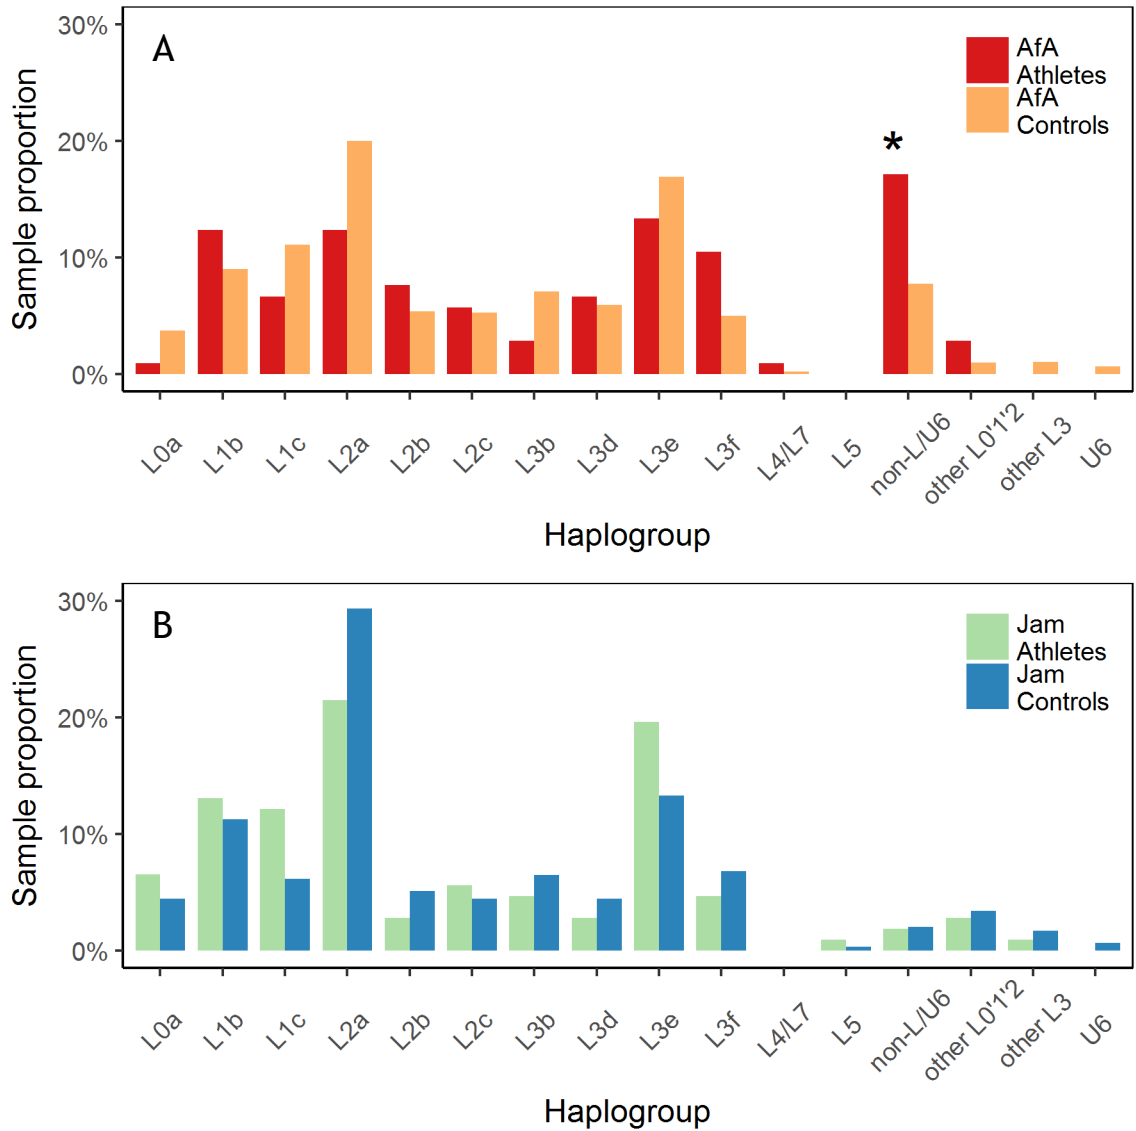 A
AfA
Athletes
AfA
Controls
*
30%
20%
10%
0%
Sample proportion
L0a
L1b
L1c
L2a
L2b
L2c
L3b
L3d
L3e
L3f
L4/L7
L5
non-L/U6
other L0'1'2
other L3
U6
Haplogroup
B
Jam
Athletes
Jam
Controls
30%
20%
10%
0%
Sample proportion
L0a
L1b
L1c
L2a
L2b
L2c
L3b
L3d
L3e
L3f
L4/L7
L5
non-L/U6
other L0'1'2
other L3
U6
Haplogroup